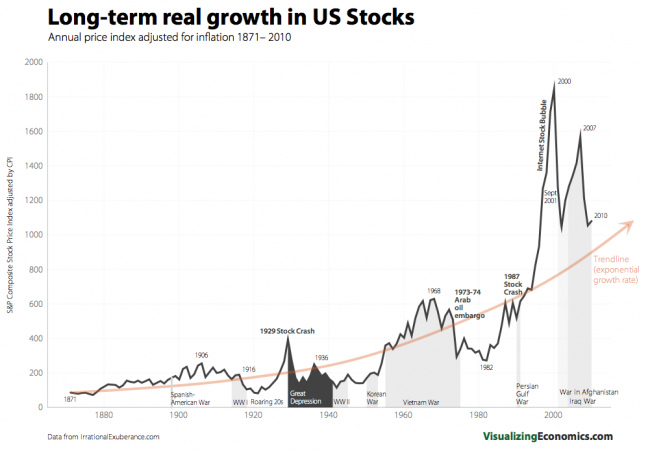 Long-term real growth in US Stocks
Annual price index adjusted for inflation 1871– 2010
S&P Composite Stock Price Index adjusted by CPI
2000
1800
1600
1400
1200
1000
800
600
400
200
0
1880
1900
1920
1940
1960
1980
2000
1871
Spanish-
American War
1906
1916
WW I
Roaring 20s
1929 Stock Crash
Great
Depression
1936
WW II
Korean
War
Vietnam War
1968
1973-74
Arab
oil
embargo
1982
1987
Stock
Crash
Persian
Gulf
War
Internet Stock Bubble
2000
Sept
2001
2007
2010
War in Afghanistan
Iraq War
Trendline
(exponential
growth rate)
Data from IrrationalExuberance.com
VisualizingEconomics.com